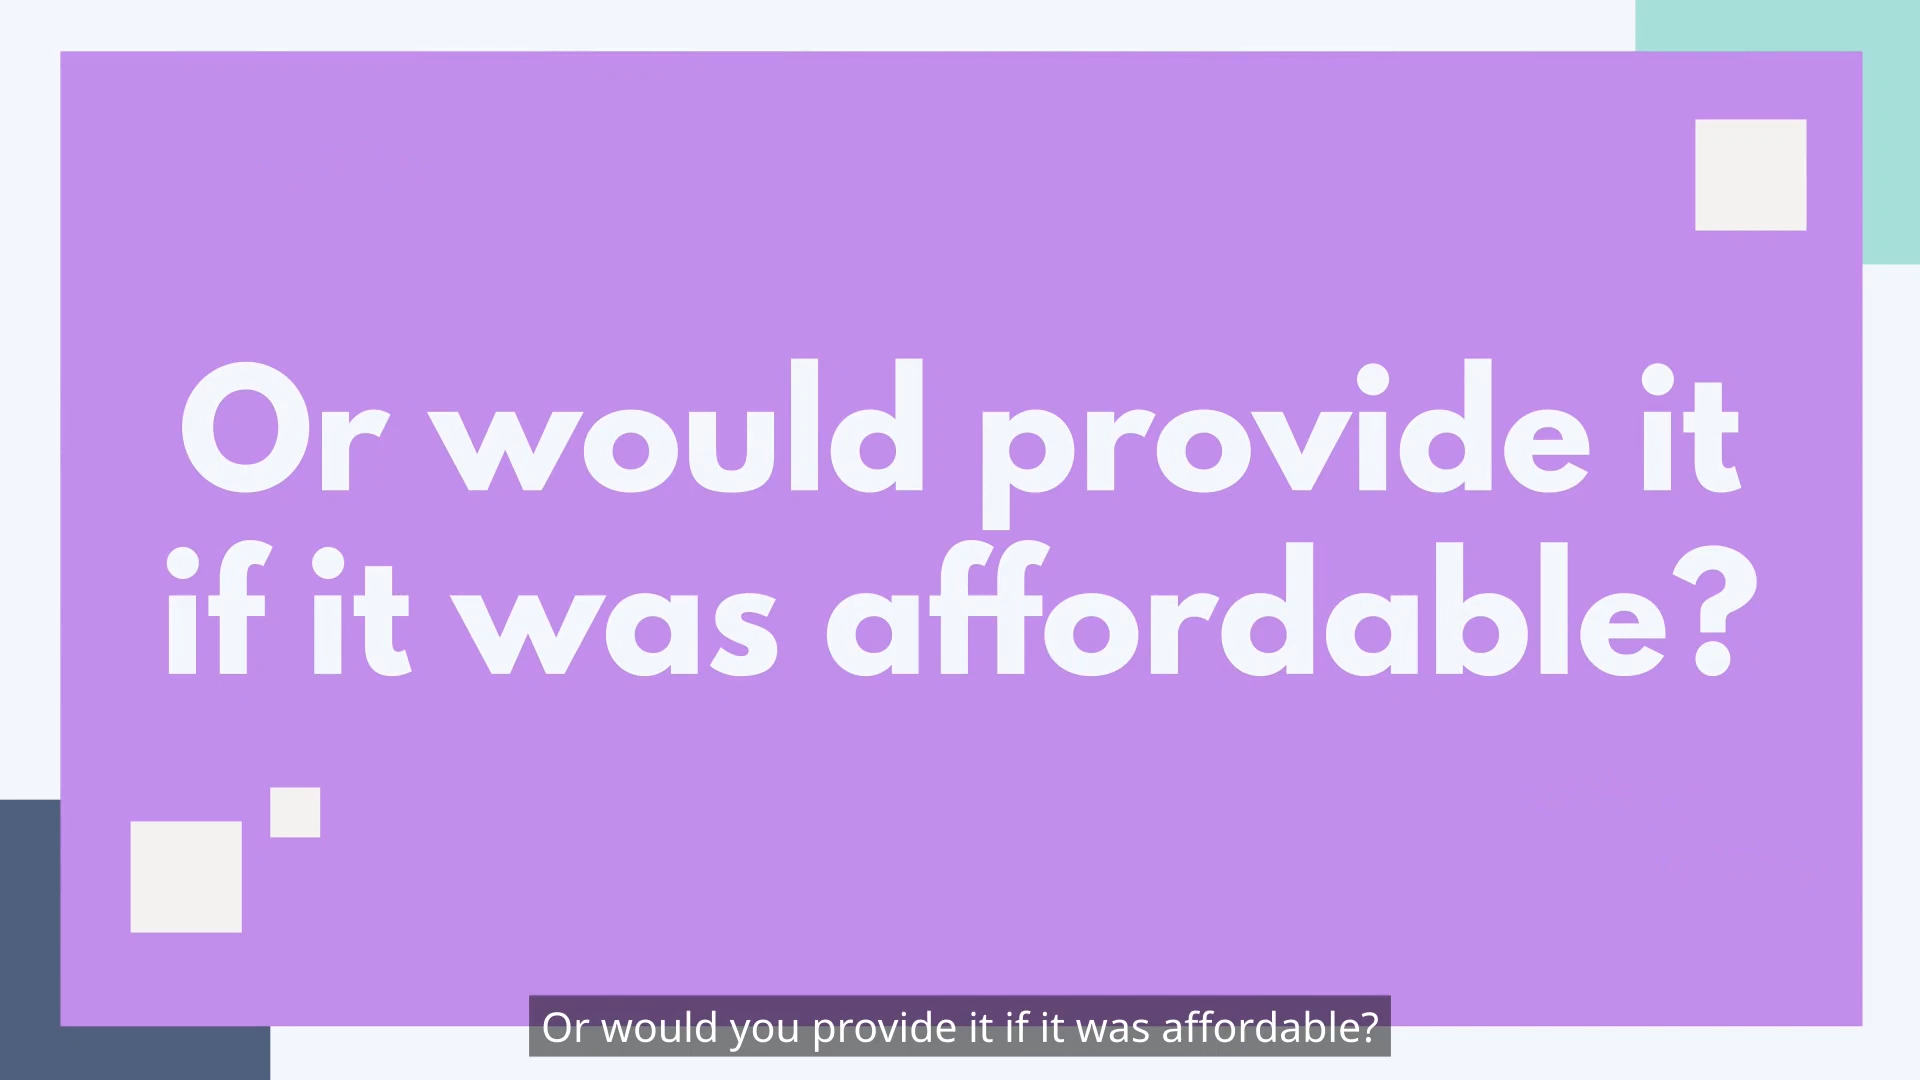 Or would provide it
if it was affordable?
Or would you provide it if it was affordable?